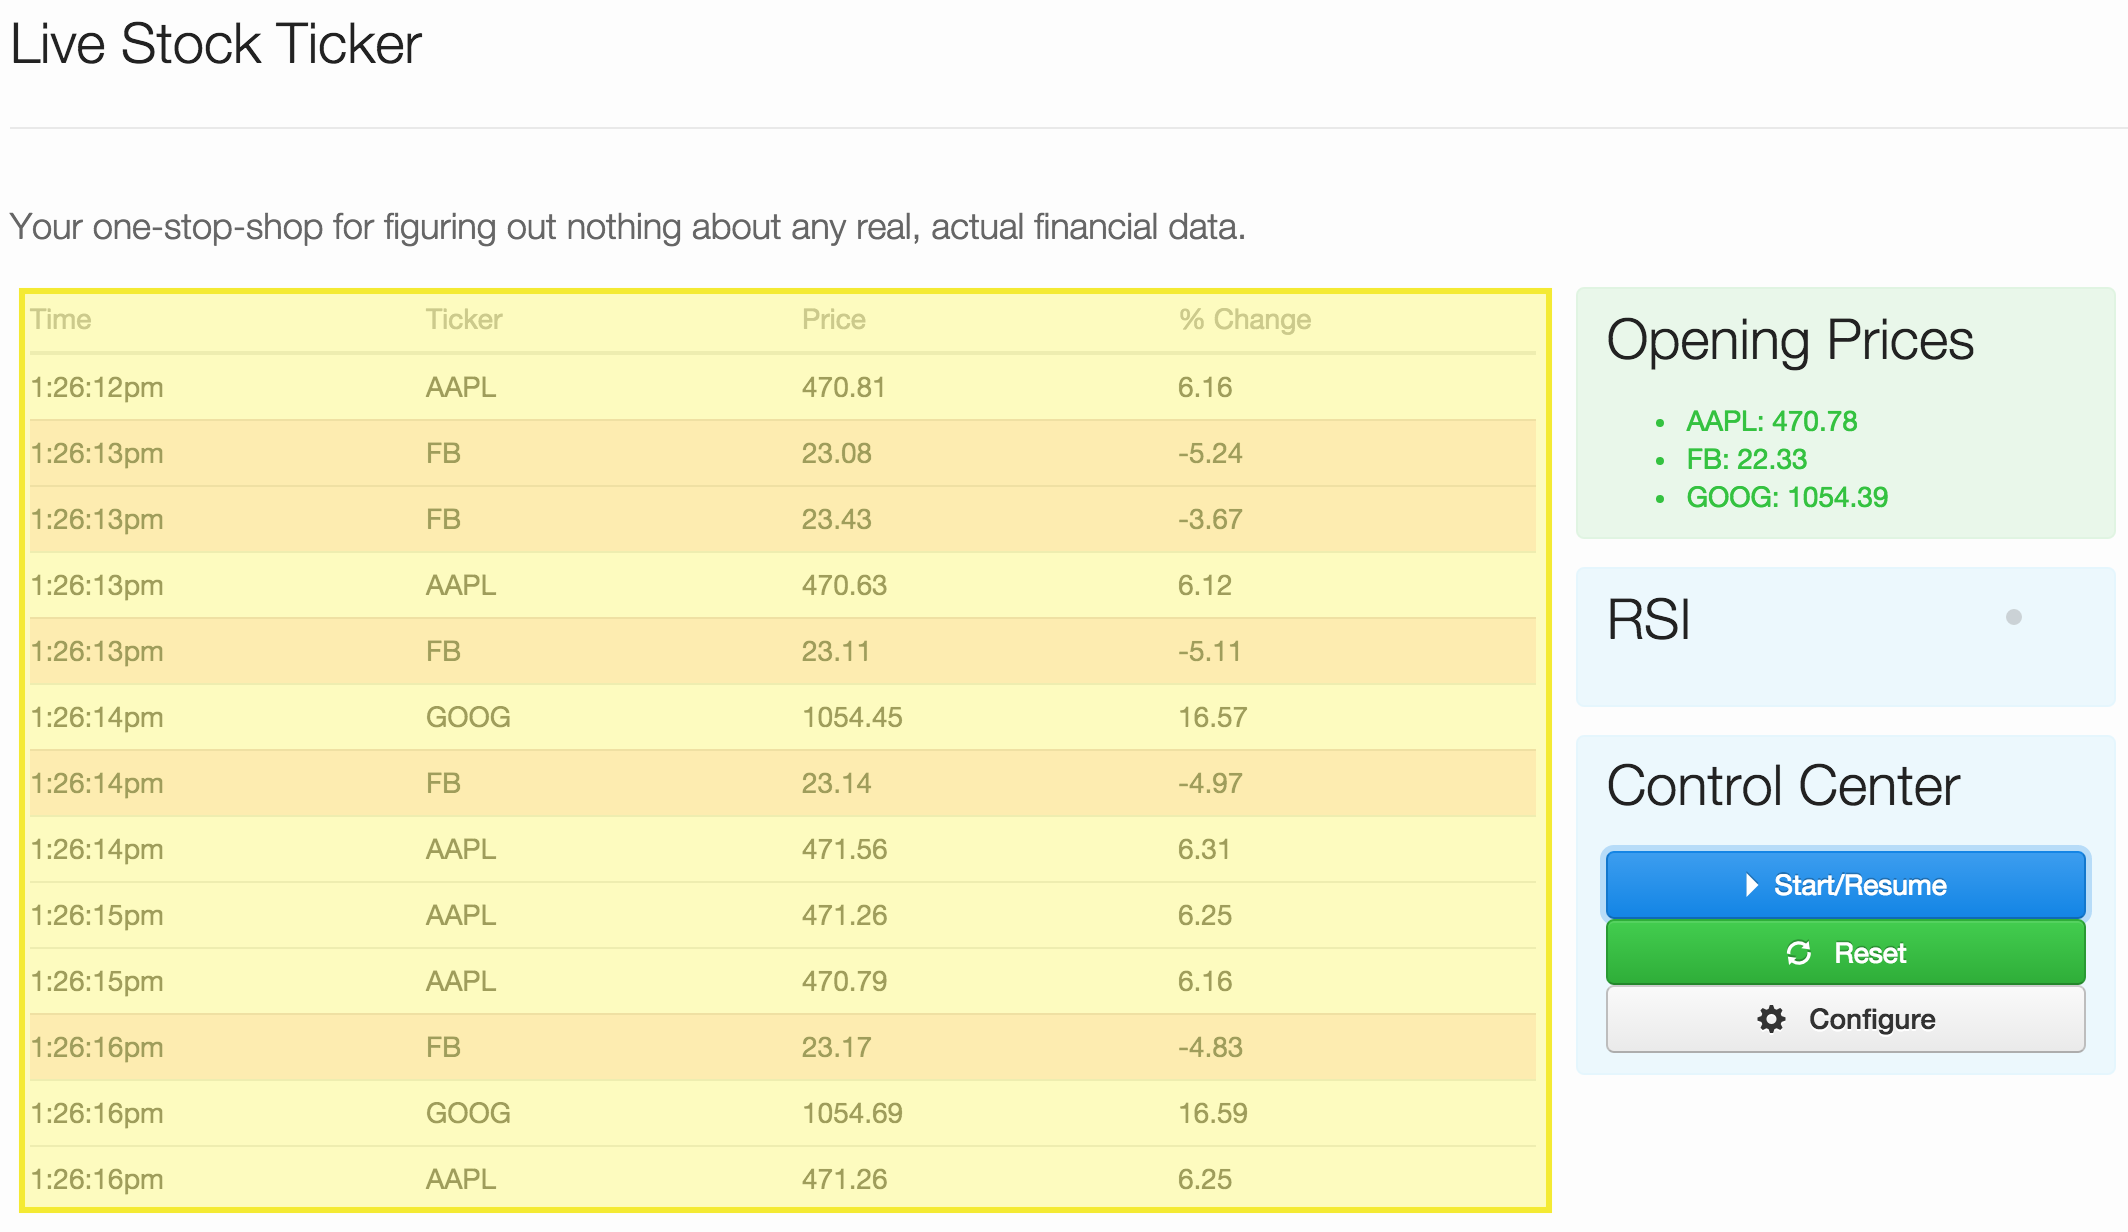 Live Stock Ticker
Your one-stop-shop for figuring out nothing about any real, actual financial data.
Time Ticker Price % Change
1:26:12pm AAPL 470.81 6.16
1:26:13pm FB 23.08 -5.24
1:26:13pm FB 23.43 -3.67
1:26:13pm AAPL 470.63 6.12
1:26:13pm FB 23.11 -5.11
1:26:14pm GOOG 1054.45 16.57
1:26:14pm FB 23.14 -4.97
1:26:14pm AAPL 471.56 6.31
1:26:15pm AAPL 471.26 6.25
1:26:15pm AAPL 470.79 6.16
1:26:16pm FB 23.17 -4.83
1:26:16pm GOOG 1054.69 16.59
1:26:16pm AAPL 471.26 6.25
Opening Prices
• AAPL: 470.78
• FB: 22.33
• GOOG: 1054.39
RSI
Control Center
Start/Resume
Reset
Configure